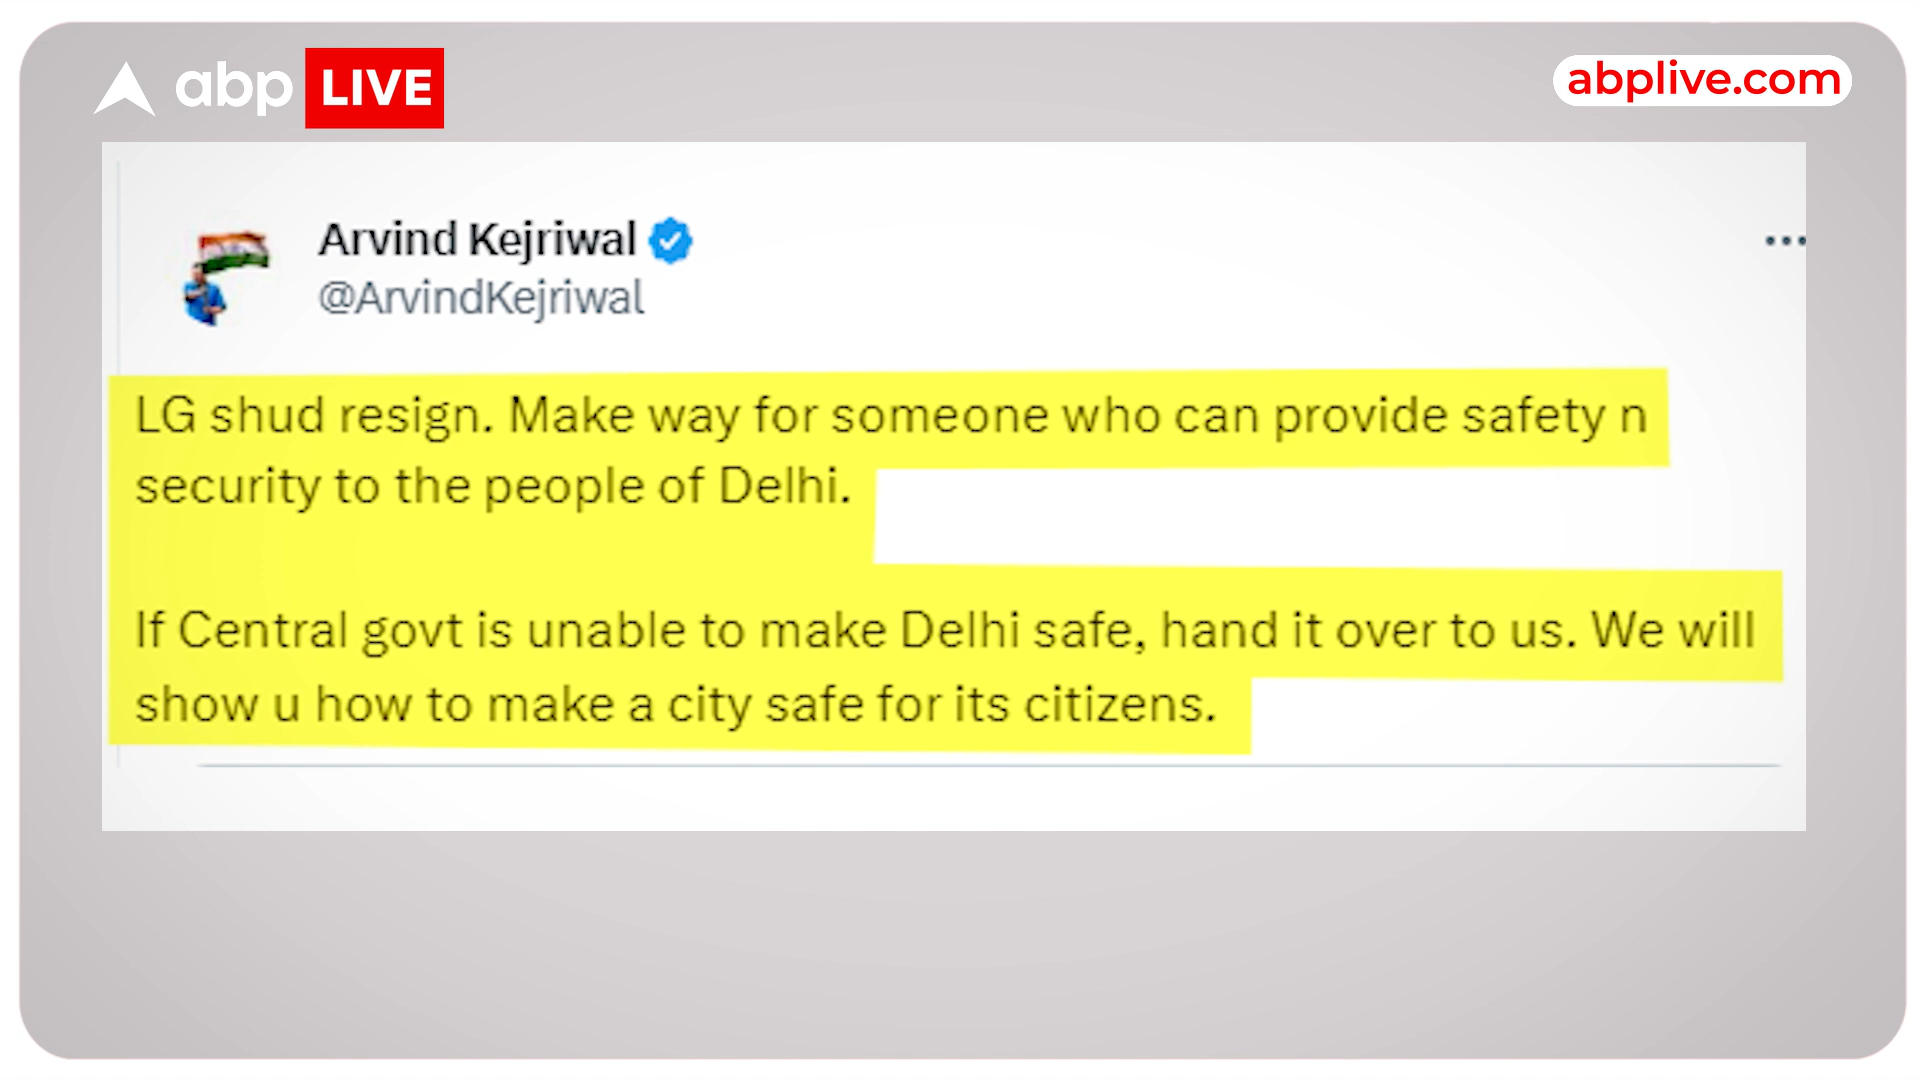 abp LIVE
abplive.com
Arvind Kejriwal
@ArvindKejriwal
LG shud resign. Make way for someone who can provide safety n
security to the people of Delhi.
If Central govt is unable to make Delhi safe, hand it over to us. We will
show u how to make a city safe for its citizens.